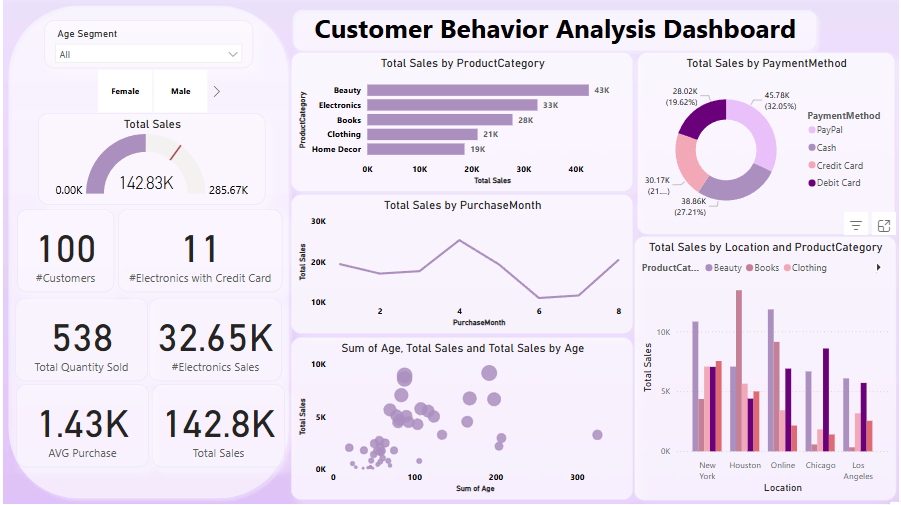 Customer Behavior Analysis Dashboard
Age Segment
All
Female
Male
Total Sales
0.00K
142.83K
285.67K
100
#Customers
11
#Electronics with Credit Card
538
Total Quantity Sold
32.65K
#Electronics Sales
1.43K
AVG Purchase
142.8K
Total Sales
Total Sales by ProductCategory
ProductCategory
Beauty
43K
Electronics
33K
Books
28K
Clothing
21K
Home Decor
19K
0K
10K
20K
30K
40K
Total Sales
Total Sales by PurchaseMonth
Total Sales
30K
20K
10K
2
4
6
8
PurchaseMonth
Sum of Age, Total Sales and Total Sales by Age
Total Sales
10K
5K
0K
0
100
200
300
Sum of Age
Total Sales by PaymentMethod
28.02K
(19.62%)
45.78K
(32.05%)
30.17K
(21....)
38.86K
(27.21%)
PaymentMethod
PayPal
Cash
Credit Card
Debit Card
Total Sales by Location and ProductCategory
ProductCat...
Beauty
Books
Clothing
Total Sales
10K
5K
0K
New
York
Houston
Online
Chicago
Los
Angeles
Location